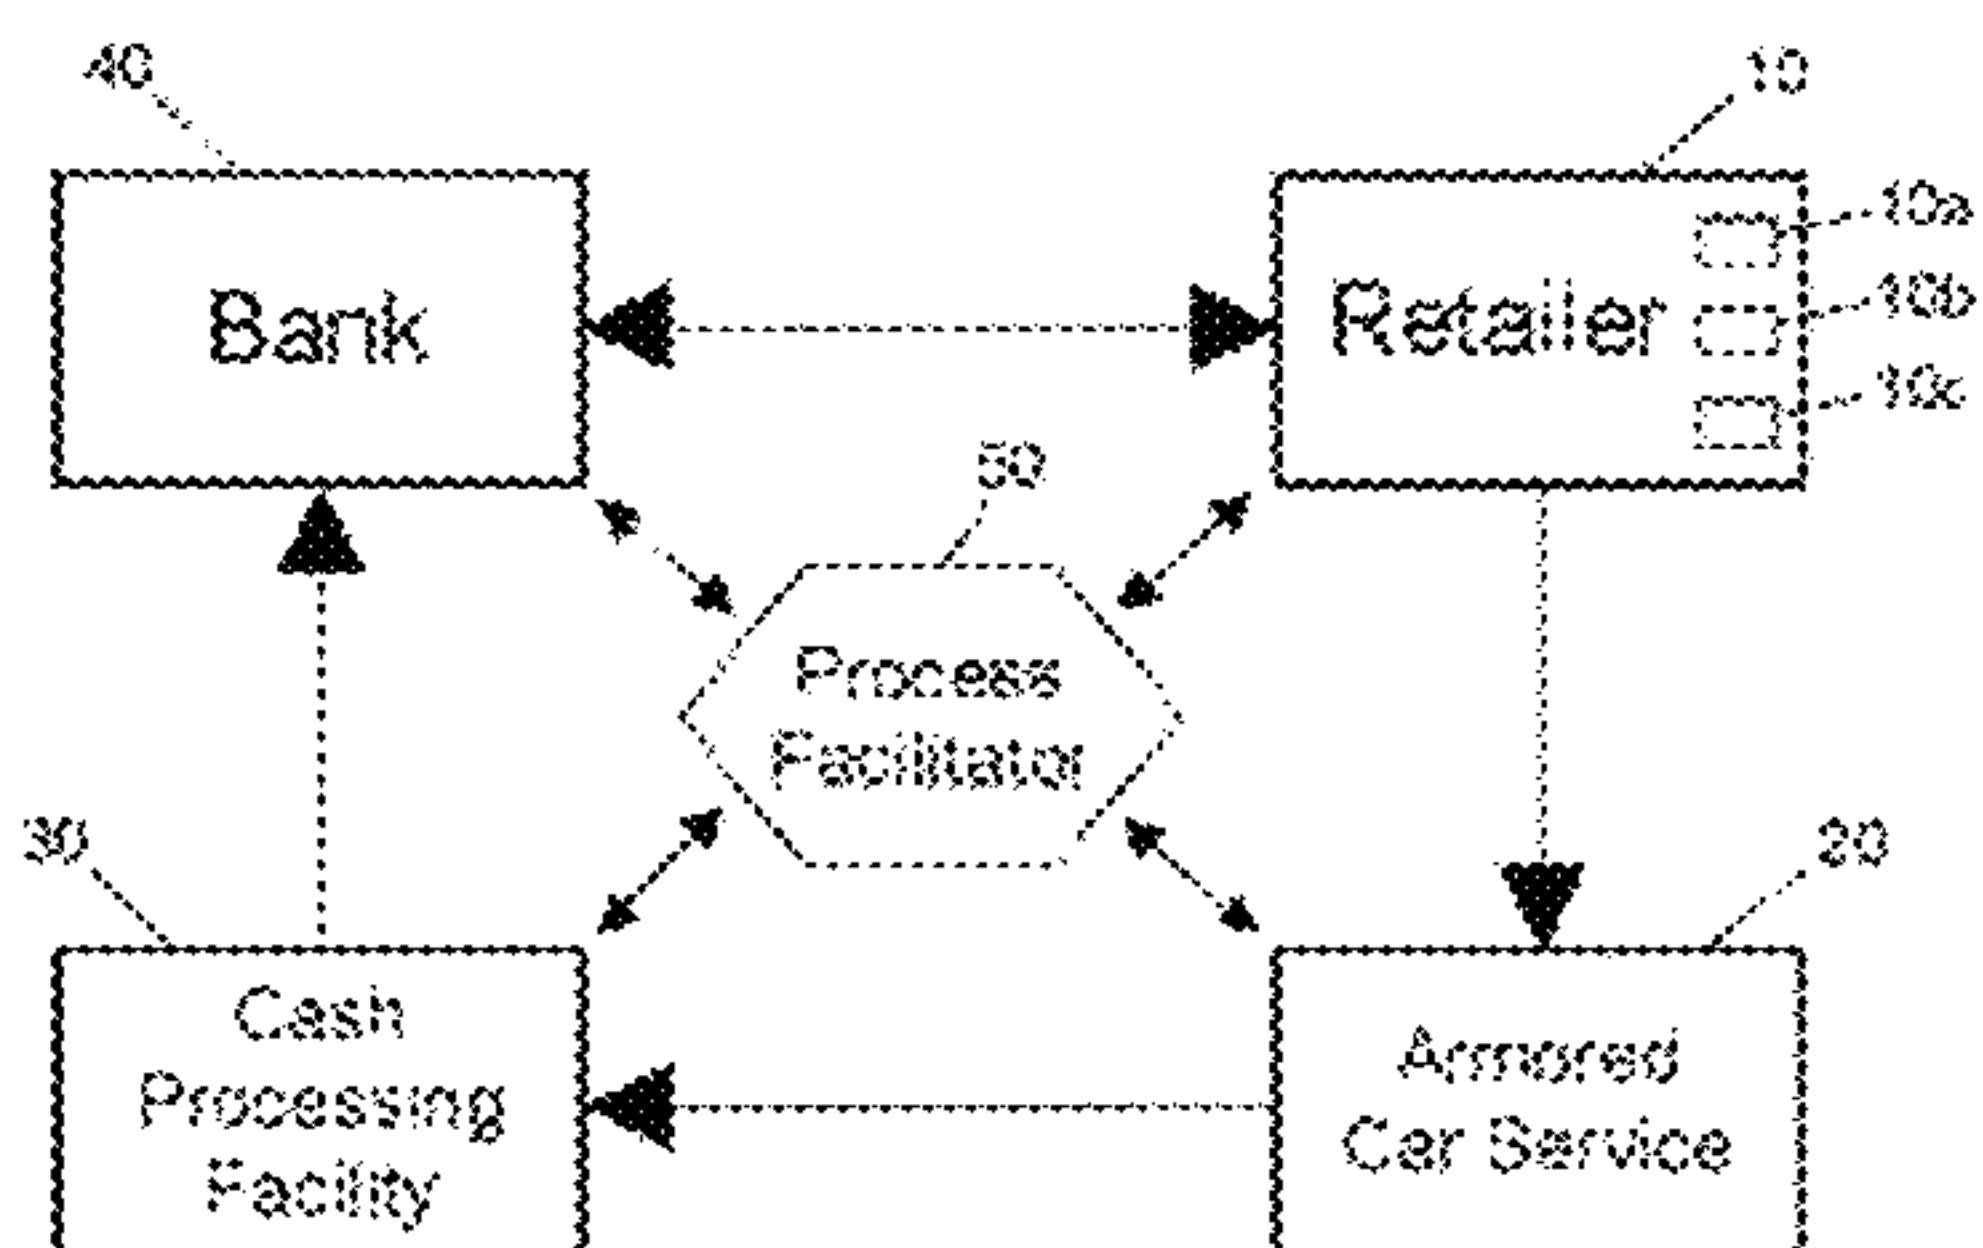 40
10
10a
Bank
Retailer
10b
10c
50
Process
Facilitator
30
20
Cash
Processing
Facility
Armored
Car Service